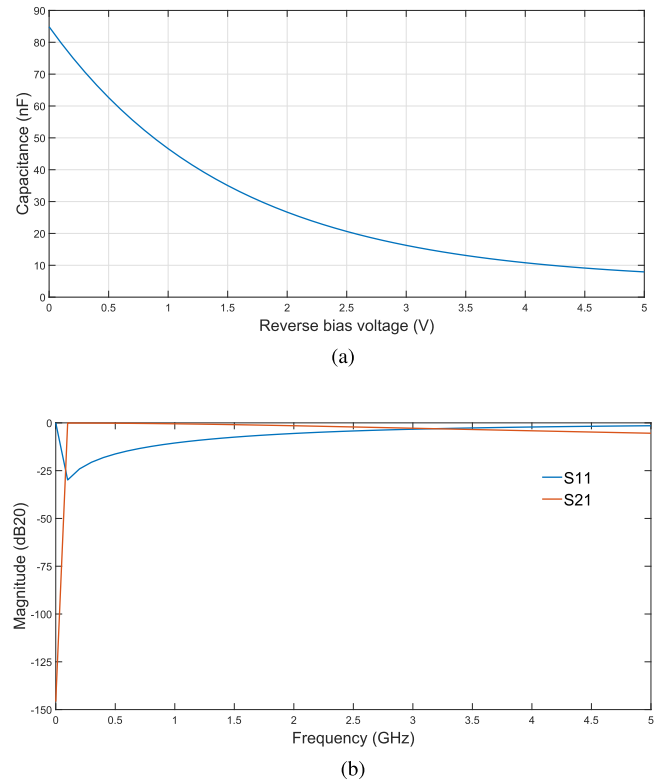 90
80
70
60
50
40
30
20
10
0
Capacitance (nF)
0 0.5 1 1.5 2 2.5 3 3.5 4 4.5 5
Reverse bias voltage (V)
(a)
0
-25
-50
-75
-100
-125
-150
Magnitude (dB20)
S11
S21
0 0.5 1 1.5 2 2.5 3 3.5 4 4.5 5
Frequency (GHz)
(b)